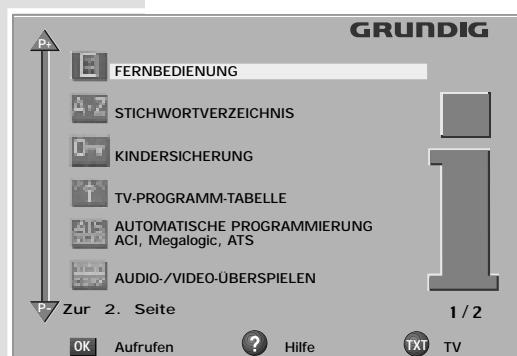 GRUNDIG
P+
FERNBEDIENUNG
A-Z
STICHWORTVERZEICHNIS
KINDERSICHERUNG
TV-PROGRAMM-TABELLE
ATS
AUTOMATISCHE PROGRAMMIERUNG
ACI, Megalogic, ATS
AUDIO-/VIDEO-ÜBERSPIELEN
P-
Zur 2. Seite
1 / 2
OK Aufrufen ? Hilfe TXT TV